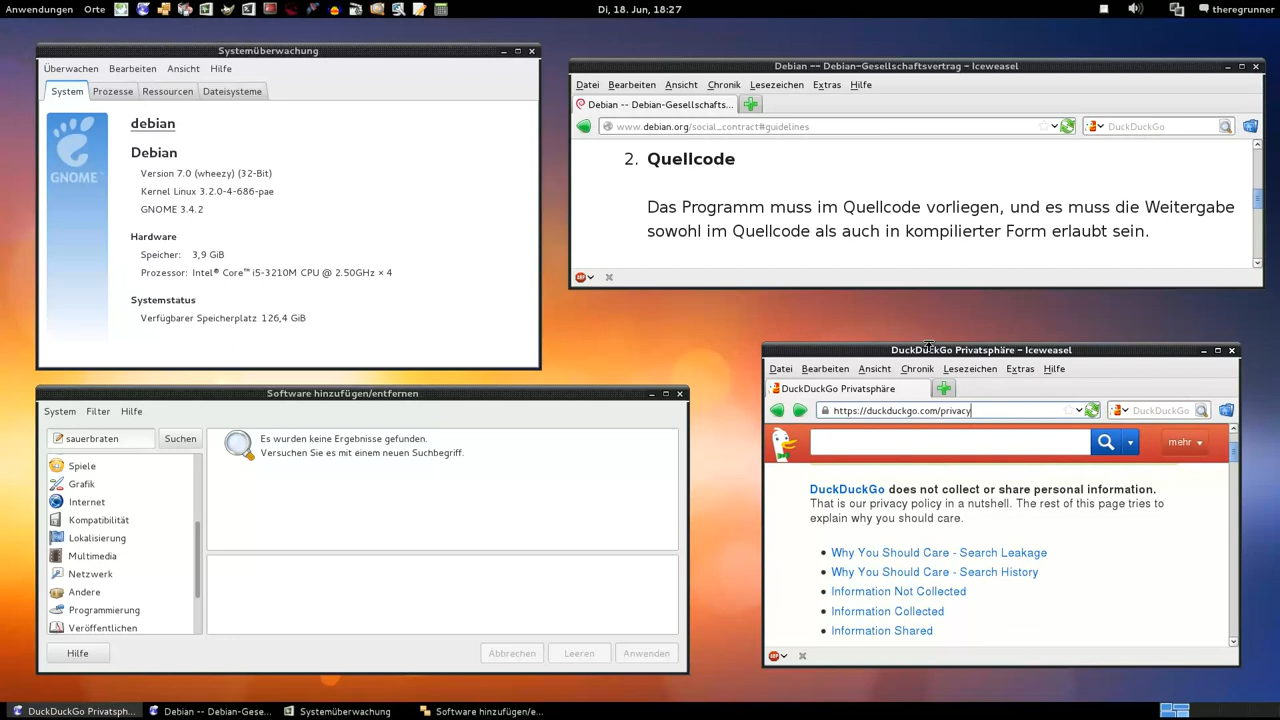 Anwendungen Orte
Di, 18. Jun, 18:27
theregrunner
Systemüberwachung
Überwachen Bearbeiten Ansicht Hilfe
System Prozesse Ressourcen Dateisysteme
GNOME™
debian
Debian
Version 7.0 (wheezy) (32-Bit)
Kernel Linux 3.2.0-4-686-pae
GNOME 3.4.2
Hardware
Speicher: 3,9 GiB
Prozessor: Intel® Core™ i5-3210M CPU @ 2.50GHz × 4
Systemstatus
Verfügbarer Speicherplatz 126,4 GiB
Debian -- Debian-Gesellschaftsvertrag - Iceweasel
Datei Bearbeiten Ansicht Chronik Lesezeichen Extras Hilfe
Debian -- Debian-Gesellschafts...
www.debian.org/social_contract#guidelines
DuckDuckGo
2. Quellcode
Das Programm muss im Quellcode vorliegen, und es muss die Weitergabe
sowohl im Quellcode als auch in kompilierter Form erlaubt sein.
ABP
Software hinzufügen/entfernen
System Filter Hilfe
sauerbraten Suchen
Spiele
Grafik
Internet
Kompatibilität
Lokalisierung
Multimedia
Netzwerk
Andere
Programmierung
Veröffentlichen
Es wurden keine Ergebnisse gefunden.
Versuchen Sie es mit einem neuen Suchbegriff.
Hilfe Abbrechen Leeren Anwenden
DuckDuckGo Privatsphäre - Iceweasel
Datei Bearbeiten Ansicht Chronik Lesezeichen Extras Hilfe
DuckDuckGo Privatsphäre
https://duckduckgo.com/privacy
DuckDuckGo
mehr
DuckDuckGo does not collect or share personal information.
That is our privacy policy in a nutshell. The rest of this page tries to
explain why you should care.
• Why You Should Care - Search Leakage
• Why You Should Care - Search History
• Information Not Collected
• Information Collected
• Information Shared
ABP
DuckDuckGo Privatsph...
Debian -- Debian-Gese...
Systemüberwachung
Software hinzufügen/e...